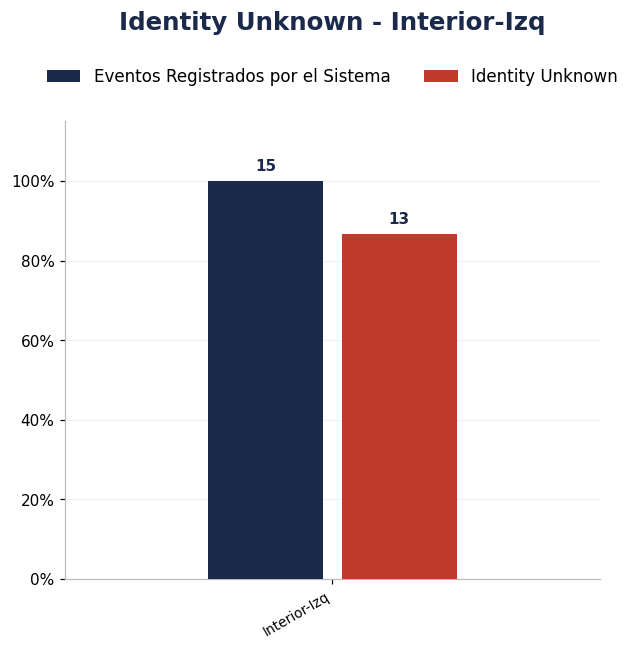 Identity Unknown - Interior-Izq
Eventos Registrados por el Sistema
Identity Unknown
15
13
100%
80%
60%
40%
20%
0%
Interior-Izq